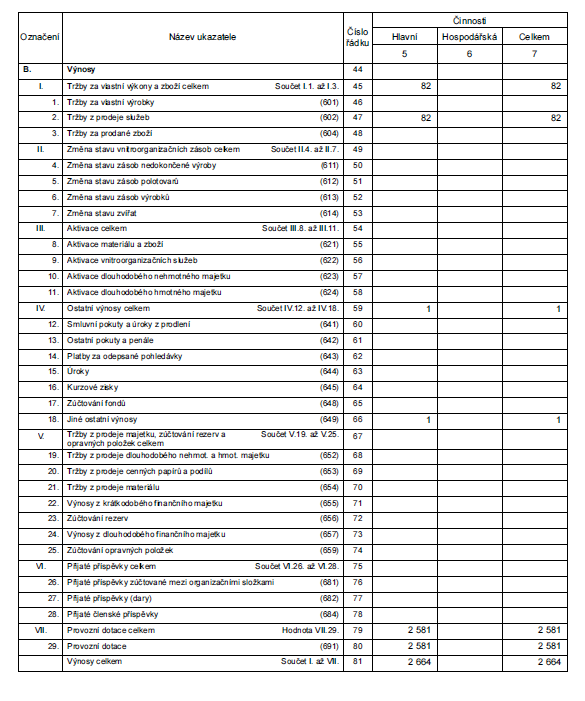 Označení Název ukazatele Číslo řádku Činnosti
Hlavní Hospodářská Celkem
5 6 7
B. Výnosy 44
I. Tržby za vlastní výkony a zboží celkem Součet I.1. až I.3. 45 82 82
1. Tržby za vlastní výrobky (601) 46
2. Tržby z prodeje služeb (602) 47 82 82
3. Tržby za prodané zboží (604) 48
II. Změna stavu vnitroorganizačních zásob celkem Součet II.4. až II.7. 49
4. Změna stavu zásob nedokončené výroby (611) 50
5. Změna stavu zásob polotovarů (612) 51
6. Změna stavu zásob výrobků (613) 52
7. Změna stavu zvířat (614) 53
III. Aktivace celkem Součet III.8. až III.11. 54
8. Aktivace materiálu a zboží (621) 55
9. Aktivace vnitroorganizačních služeb (622) 56
10. Aktivace dlouhodobého nehmotného majetku (623) 57
11. Aktivace dlouhodobého hmotného majetku (624) 58
IV. Ostatní výnosy celkem Součet IV.12. až IV.18. 59 1 1
12. Smluvní pokuty a úroky z prodlení (641) 60
13. Ostatní pokuty a penále (642) 61
14. Platby za odepsané pohledávky (643) 62
15. Úroky (644) 63
16. Kurzové zisky (645) 64
17. Zúčtování fondů (648) 65
18. Jiné ostatní výnosy (649) 66 1 1
V. Tržby z prodeje majetku, zúčtování rezerv a Součet V.19. až V.25. 67
opravných položek celkem
19. Tržby z prodeje dlouhodobého nehmot. a hmot. majetku (652) 68
20. Tržby z prodeje cenných papírů a podílů (653) 69
21. Tržby z prodeje materiálu (654) 70
22. Výnosy z krátkodobého finančního majetku (655) 71
23. Zúčtování rezerv (656) 72
24. Výnosy z dlouhodobého finančního majetku (657) 73
25. Zúčtování opravných položek (659) 74
VI. Přijaté příspěvky celkem Součet VI.26. až VI.28. 75
26. Přijaté příspěvky zúčtované mezi organizačními složkami (681) 76
27. Přijaté příspěvky (dary) (682) 77
28. Přijaté členské příspěvky (684) 78
VII. Provozní dotace celkem Hodnota VII.29. 79 2 581 2 581
29. Provozní dotace (691) 80 2 581 2 581
Výnosy celkem Součet I. až VII. 81 2 664 2 664